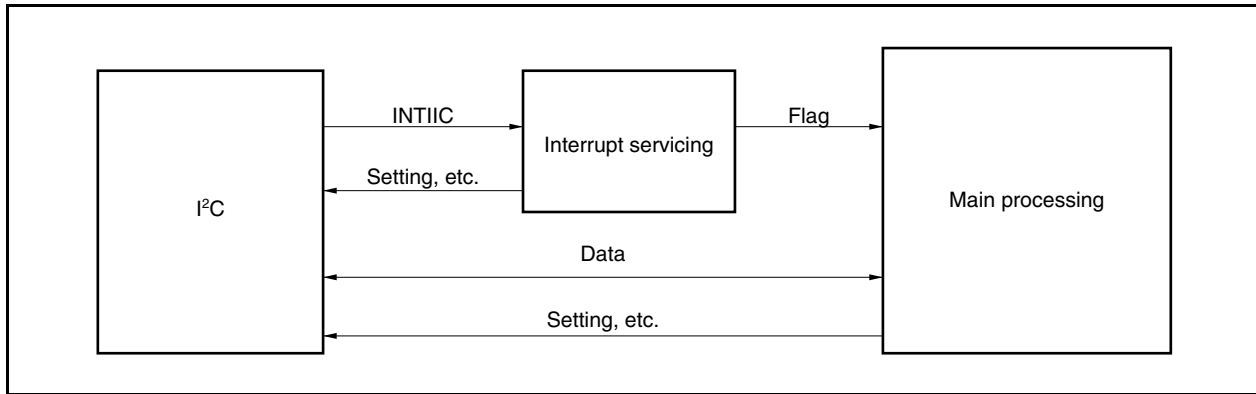 INTIIC
Flag
Interrupt servicing
Setting, etc.
I²C
Main processing
Data
Setting, etc.